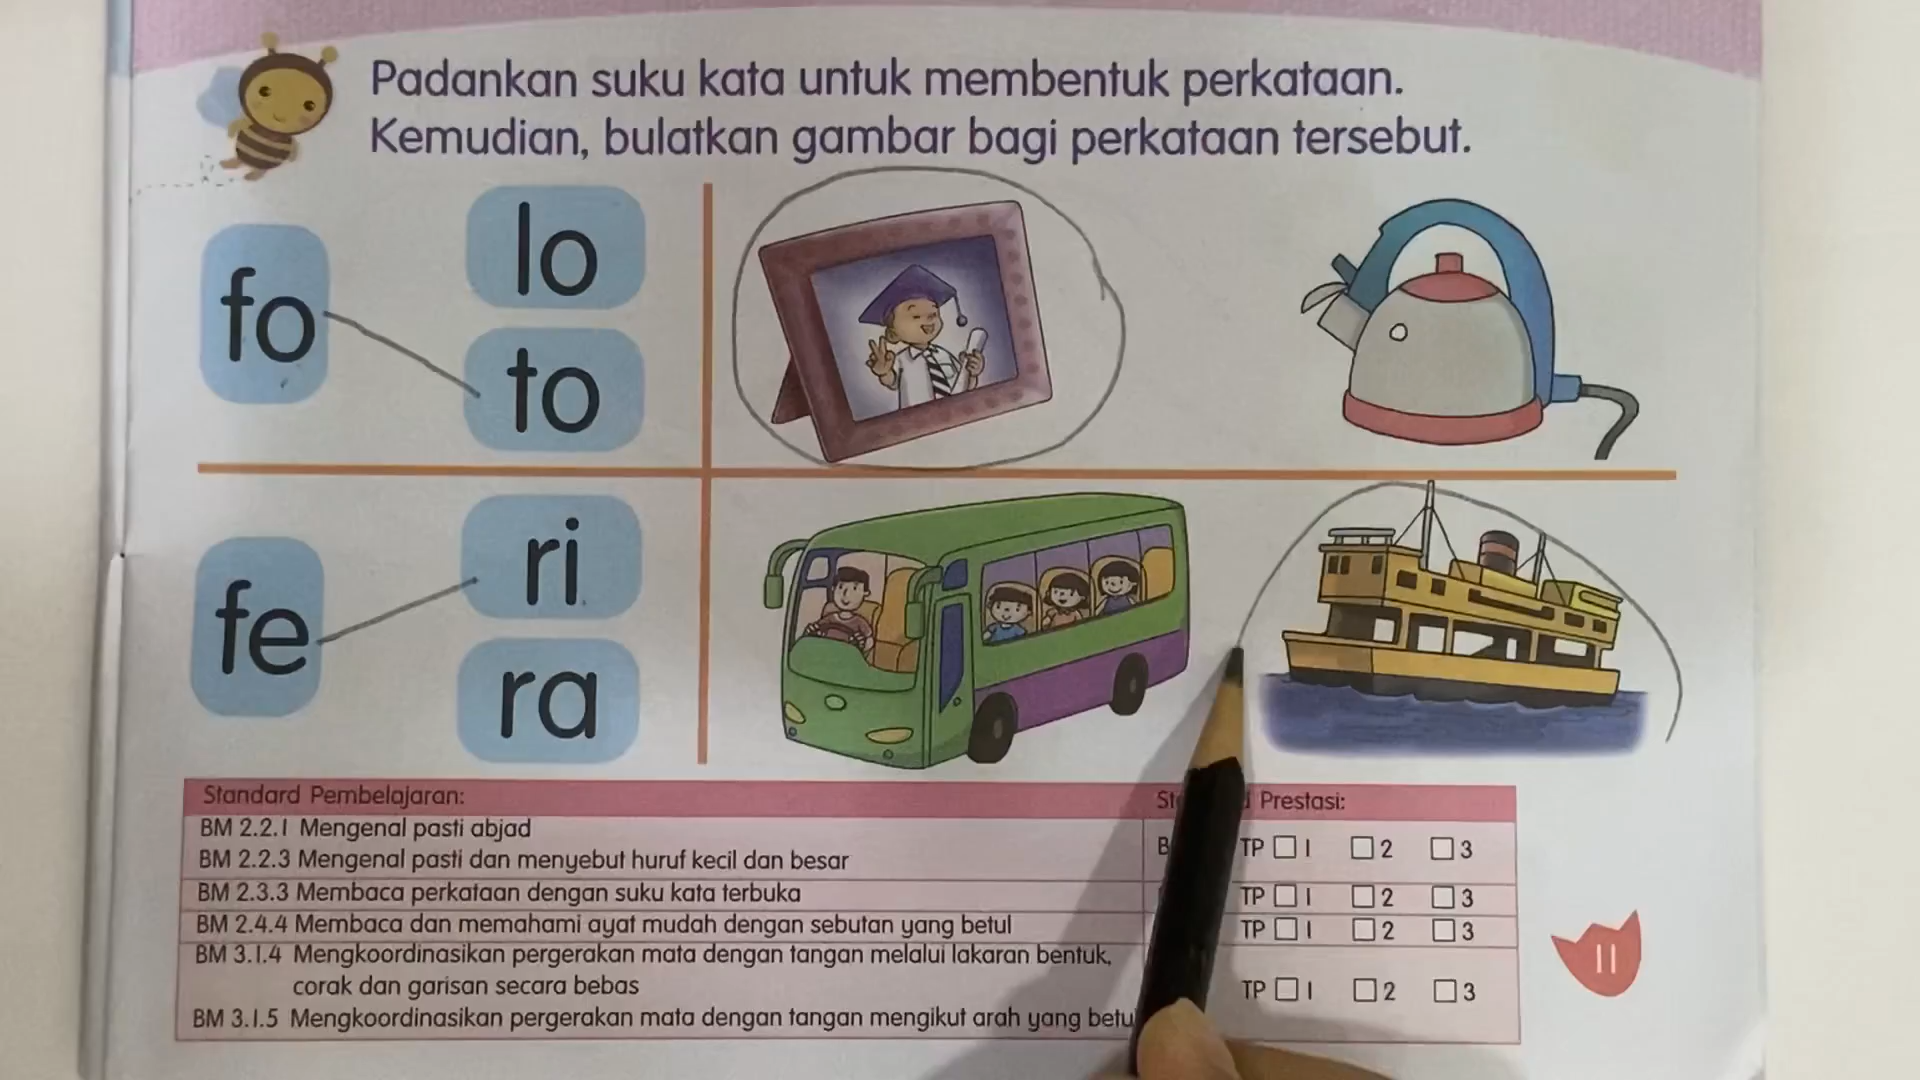 Padankan suku kata untuk membentuk perkataan.
Kemudian, bulatkan gambar bagi perkataan tersebut.
fo
lo
to
fe
ri
ra
Standard Pembelajaran:
Prestasi:
BM 2.2.1 Mengenal pasti abjad
BM 2.2.3 Mengenal pasti dan menyebut huruf kecil dan besar
TP 1 2 3
BM 2.3.3 Membaca perkataan dengan suku kata terbuka
TP 1 2 3
BM 2.4.4 Membaca dan memahami ayat mudah dengan sebutan yang betul
TP 1 2 3
BM 3.1.4 Mengkoordinasikan pergerakan mata dengan tangan melalui lakaran bentuk,
corak dan garisan secara bebas
TP 1 2 3
BM 3.1.5 Mengkoordinasikan pergerakan mata dengan tangan mengikut arah yang
11